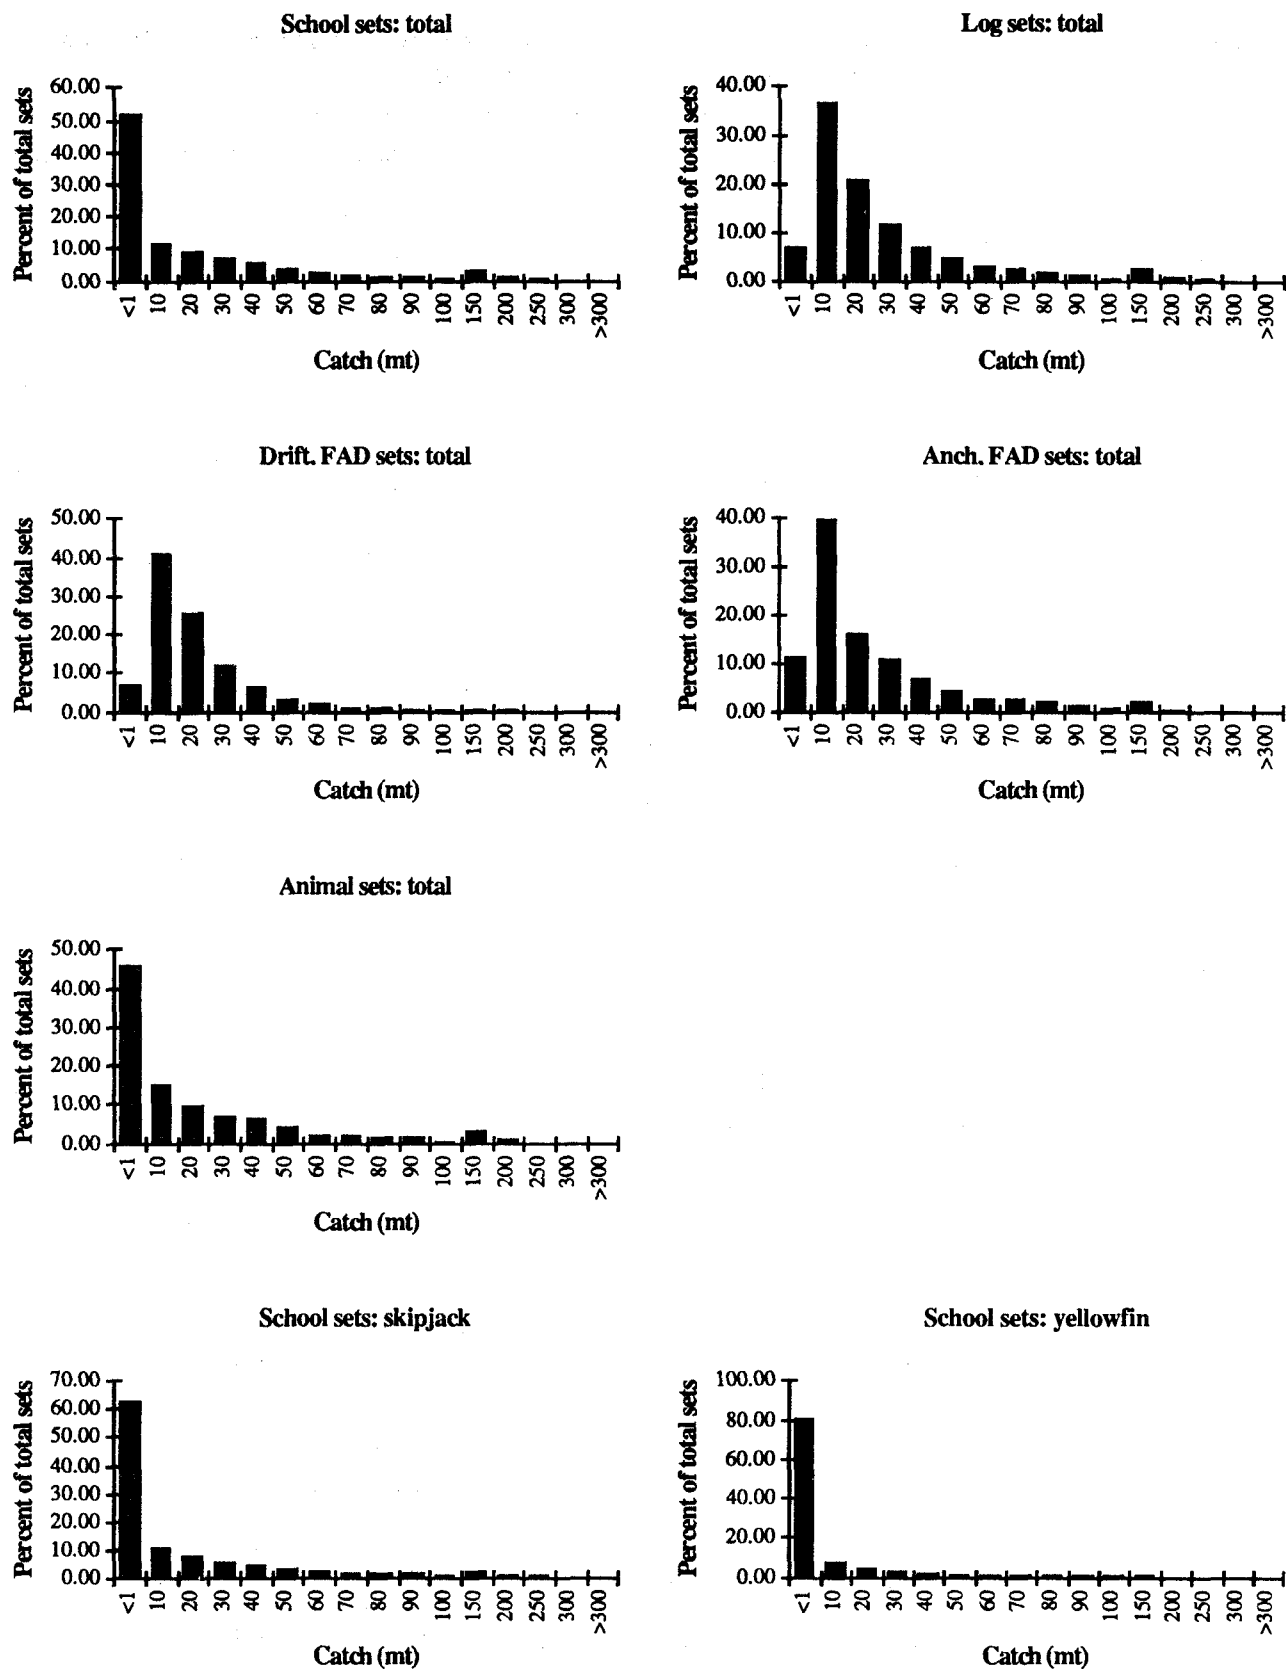 School sets: total
Percent of total sets
60.00
50.00
40.00
30.00
20.00
10.00
0.00
<1 10 20 30 40 50 60 70 80 90 100 150 200 250 300 >300
Catch (mt)
Log sets: total
Percent of total sets
40.00
30.00
20.00
10.00
0.00
<1 10 20 30 40 50 60 70 80 90 100 150 200 250 300 >300
Catch (mt)
Drift. FAD sets: total
Percent of total sets
50.00
40.00
30.00
20.00
10.00
0.00
<1 10 20 30 40 50 60 70 80 90 100 150 200 250 300 >300
Catch (mt)
Anch. FAD sets: total
Percent of total sets
40.00
30.00
20.00
10.00
0.00
<1 10 20 30 40 50 60 70 80 90 100 150 200 250 300 >300
Catch (mt)
Animal sets: total
Percent of total sets
50.00
40.00
30.00
20.00
10.00
0.00
<1 10 20 30 40 50 60 70 80 90 100 150 200 250 300 >300
Catch (mt)
School sets: skipjack
Percent of total sets
70.00
60.00
50.00
40.00
30.00
20.00
10.00
0.00
<1 10 20 30 40 50 60 70 80 90 100 150 200 250 300 >300
Catch (mt)
School sets: yellowfin
Percent of total sets
100.00
80.00
60.00
40.00
20.00
0.00
<1 10 20 30 40 50 60 70 80 90 100 150 200 250 300 >300
Catch (mt)